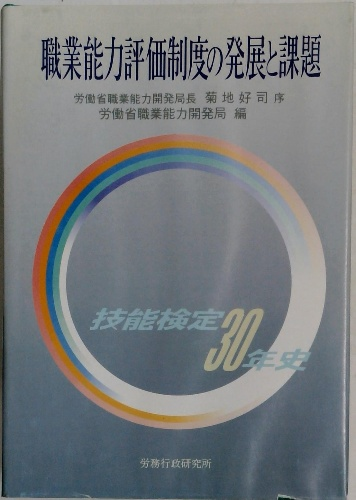 職業能力評価制度の発展と課題
労働省職業能力開発局長 菊地好司 序
労働省職業能力開発局 編
技能検定30年史
労務行政研究所